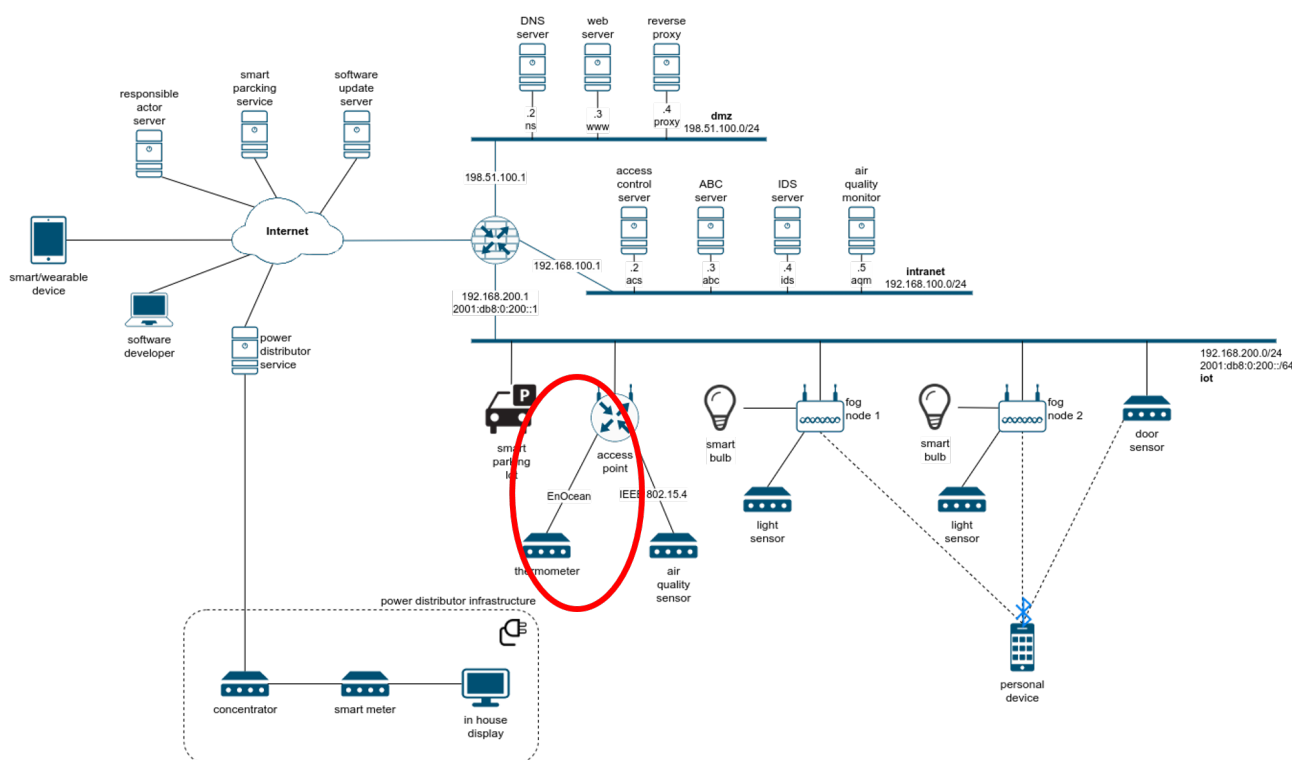 DNS
server
web
server
reverse
proxy
.2
ns
.3
www
.4
proxy
dmz
198.51.100.0/24
responsible
actor
server
smart
parcking
service
software
update
server
Internet
smart/wearable
device
software
developer
power
distributor
service
198.51.100.1
192.168.100.1
192.168.200.1
2001:db8:0:200::1
access
control
server
ABC
server
IDS
server
air
quality
monitor
.2
acs
.3
abc
.4
ids
.5
aqm
intranet
192.168.100.0/24
192.168.200.0/24
2001:db8:0:200::/64
iot
P
smart
parking
lot
access
point
EnOcean
IEEE 802.15.4
thermometer
air
quality
sensor
smart
bulb
fog
node 1
light
sensor
smart
bulb
fog
node 2
light
sensor
door
sensor
personal
device
power distributor infrastructure
concentrator
smart meter
in house
display